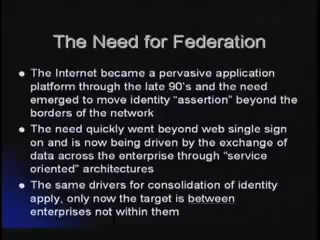 The Need for Federation
The Internet became a pervasive application
platform through the late 90's and the need
emerged to move identity "assertion" beyond the
borders of the network
The need quickly went beyond web single sign
on and is now being driven by the exchange of
data across the enterprise through "service
oriented" architectures
The same drivers for consolidation of identity
apply, only now the target is between
enterprises not within them